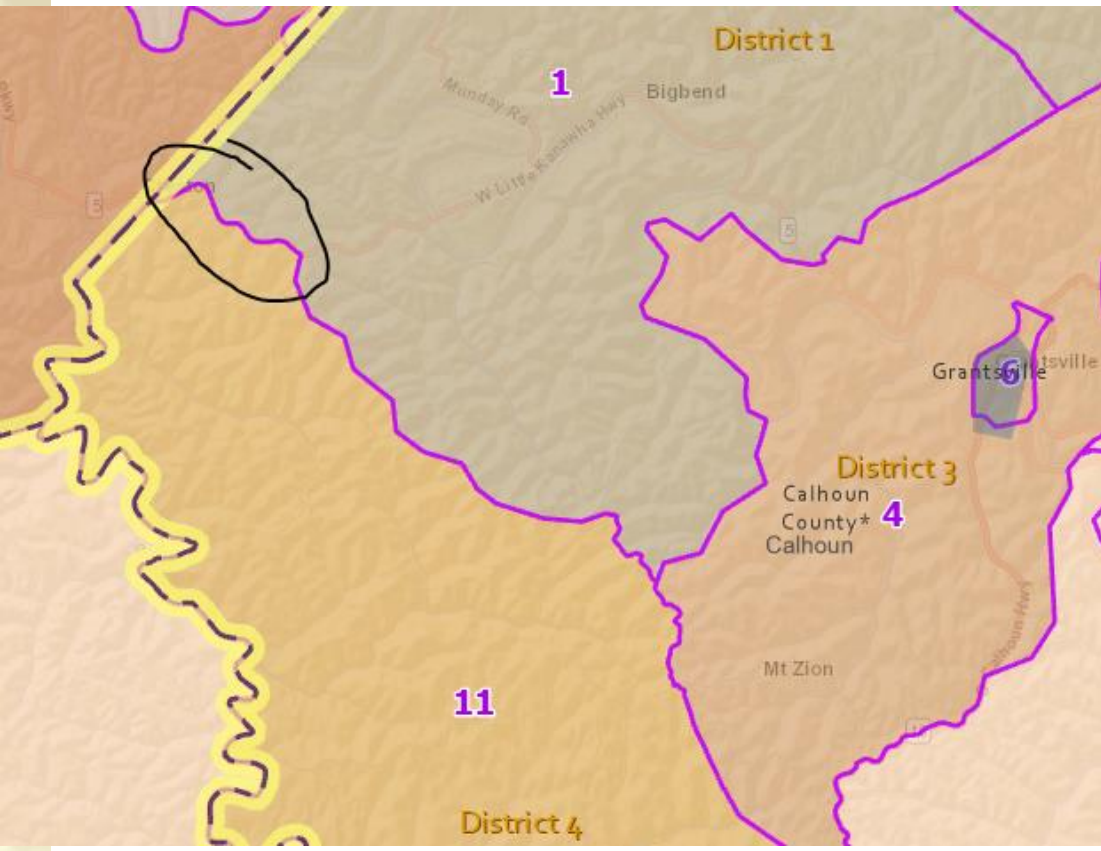 District 1
1
Bigbend
Munday Rd
W Little Kanawha Hwy
5
5
Grantsville
Grantsville
6
District 3
Calhoun
County*
4
Calhoun
Mt Zion
11
District 4